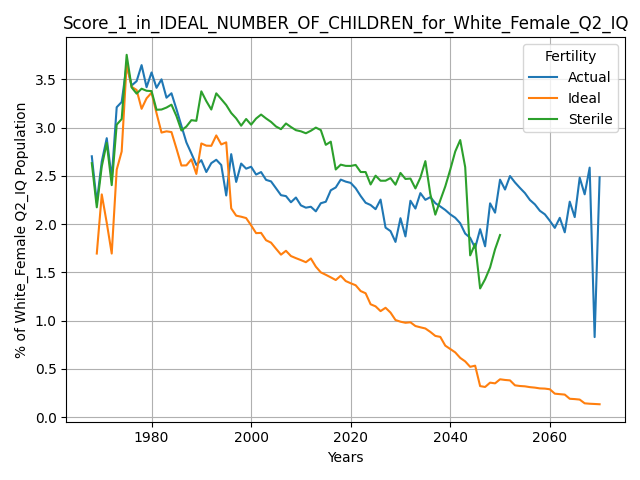 Score_1_in_IDEAL_NUMBER_OF_CHILDREN_for_White_Female_Q2_IQ
% of White_Female Q2_IQ Population
3.5
3.0
2.5
2.0
1.5
1.0
0.5
0.0
Fertility
Actual
Ideal
Sterile
1980 2000 2020 2040 2060
Years